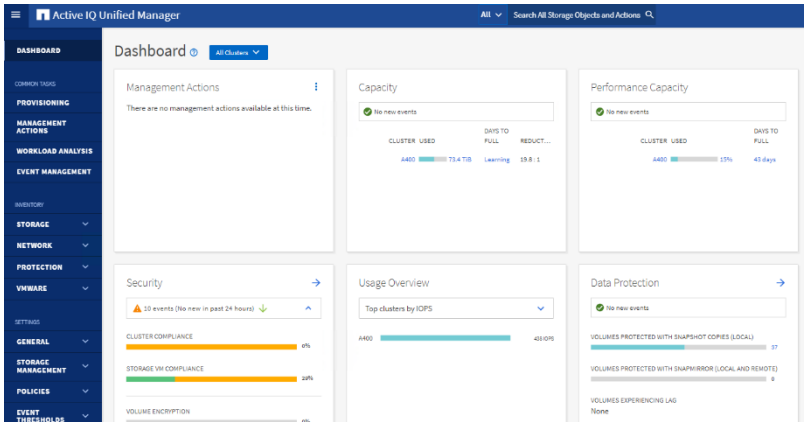 Active IQ Unified Manager
All
Search All Storage Objects and Actions
DASHBOARD
COMMON TASKS
PROVISIONING
MANAGEMENT
ACTIONS
WORKLOAD ANALYSIS
EVENT MANAGEMENT
INVENTORY
STORAGE
NETWORK
PROTECTION
VMWARE
SETTINGS
GENERAL
STORAGE
MANAGEMENT
POLICIES
EVENT
THRESHOLDS
Dashboard
All Clusters
Management Actions
There are no management actions available at this time.
Capacity
No new events
CLUSTER USED DAYS TO FULL REDUCT...
A400 73.4 TiB Learning 19.8 : 1
Performance Capacity
No new events
CLUSTER USED DAYS TO FULL
A400 15% 43 days
Security
10 events (No new in past 24 hours)
CLUSTER COMPLIANCE
0%
STORAGE VM COMPLIANCE
29%
VOLUME ENCRYPTION
0%
Usage Overview
Top clusters by IOPS
A400 IOPS
Data Protection
No new events
VOLUMES PROTECTED WITH SNAPSHOT COPIES (LOCAL)
37
VOLUMES PROTECTED WITH SNAPMIRROR (LOCAL AND REMOTE)
VOLUMES EXPERIENCING LAG
None